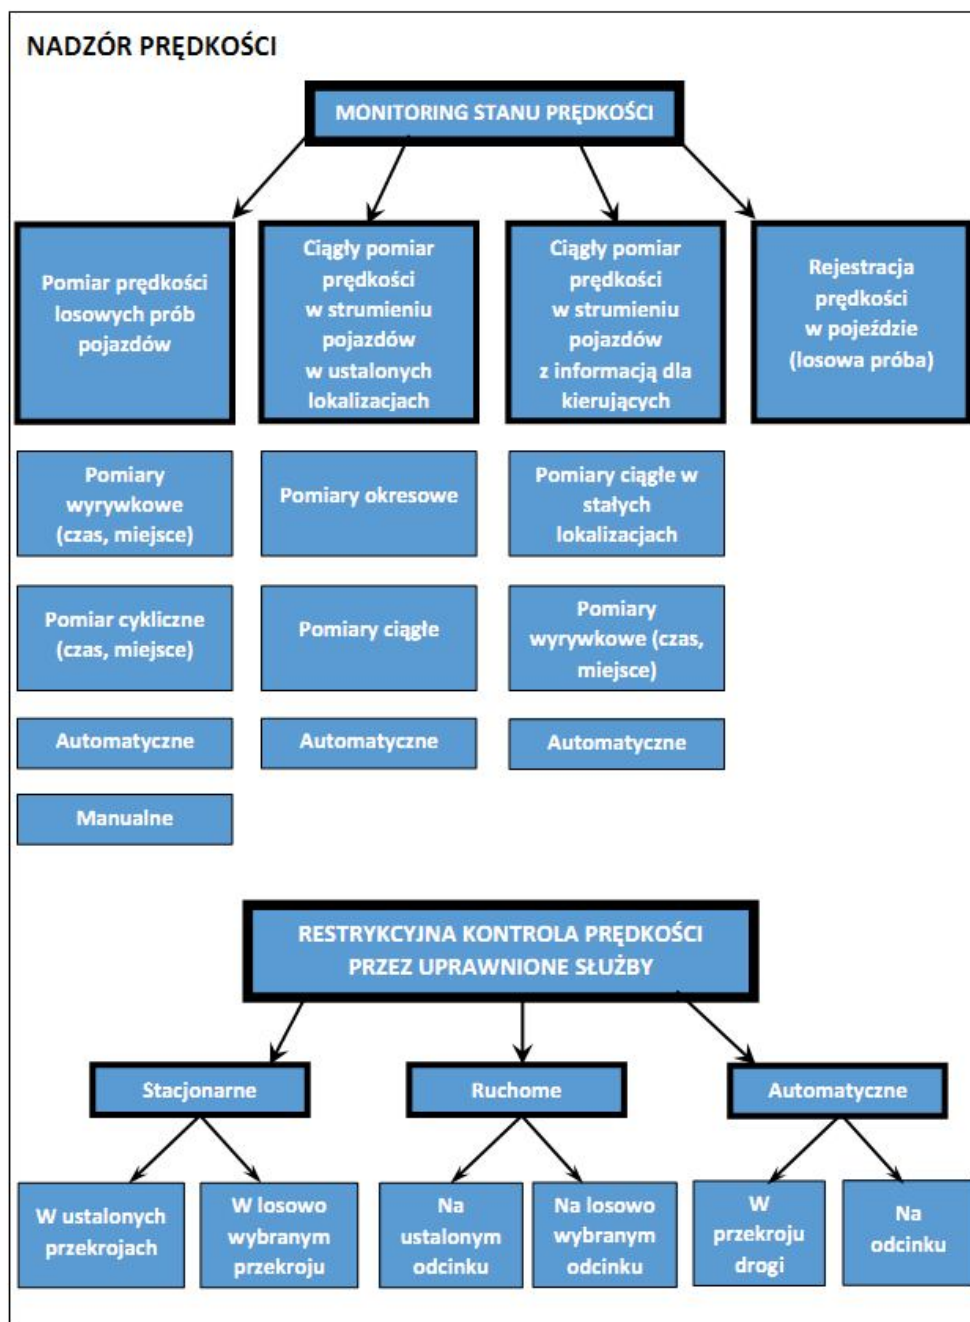 NADZÓR PRĘDKOŚCI
MONITORING STANU PRĘDKOŚCI
Pomiar prędkości
losowych prób
pojazdów
Ciągły pomiar
prędkości
w strumieniu
pojazdów
w ustalonych
lokalizacjach
Ciągły pomiar
prędkości
w strumieniu
pojazdów
z informacją dla
kierujących
Rejestracja
prędkości
w pojeździe
(losowa próba)
Pomiary
wyrywkowe
(czas, miejsce)
Pomiary okresowe
Pomiary ciągłe w
stałych
lokalizacjach
Pomiar cykliczne
(czas, miejsce)
Pomiary ciągłe
Pomiary
wyrywkowe (czas,
miejsce)
Automatyczne
Automatyczne
Automatyczne
Manualne
RESTRYKCYJNA KONTROLA PRĘDKOŚCI
PRZEZ UPRAWNIONE SŁUŻBY
Stacjonarne
Ruchome
Automatyczne
W ustalonych
przekrojach
W losowo
wybranym
przekroju
Na
ustalonym
odcinku
Na losowo
wybranym
odcinku
W
przekroju
drogi
Na
odcinku